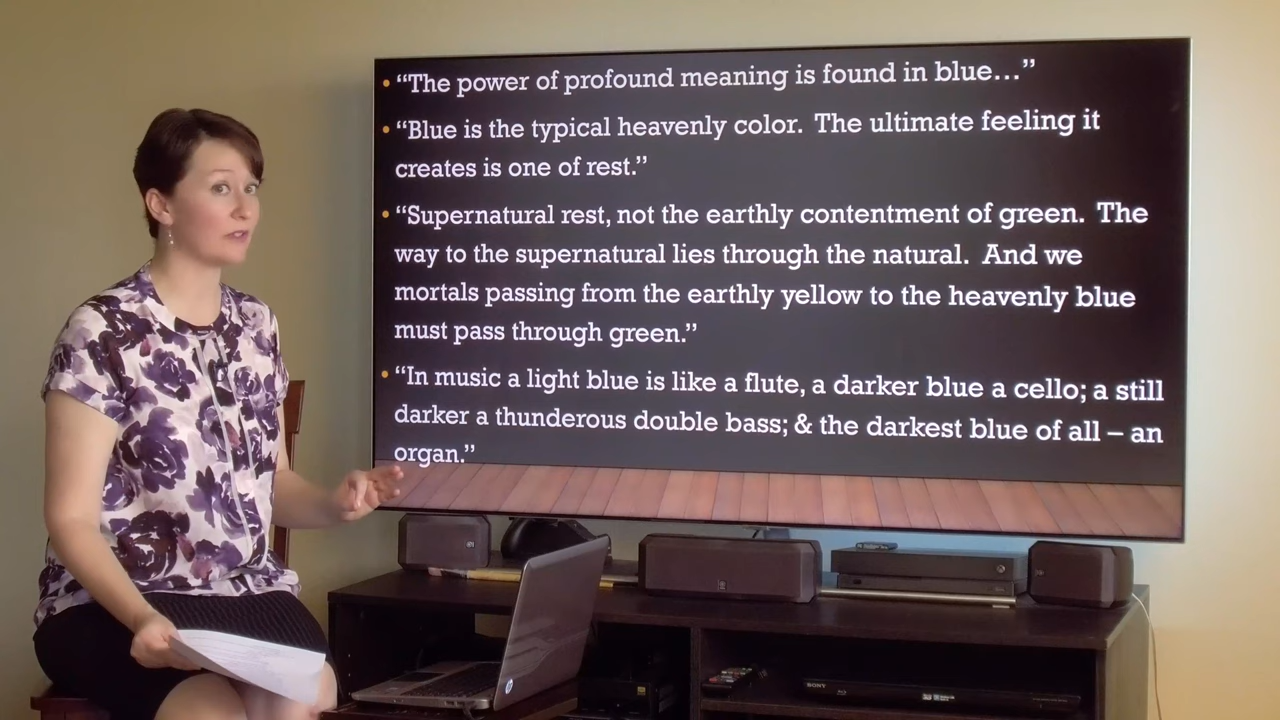 • “The power of profound meaning is found in blue…”
• “Blue is the typical heavenly color.  The ultimate feeling it
creates is one of rest.”
• “Supernatural rest, not the earthly contentment of green.  The
way to the supernatural lies through the natural.  And we
mortals passing from the earthly yellow to the heavenly blue
must pass through green.”
• “In music a light blue is like a flute, a darker blue a cello; a still
darker a thunderous double bass; & the darkest blue of all – an
organ.”
hp
SONY